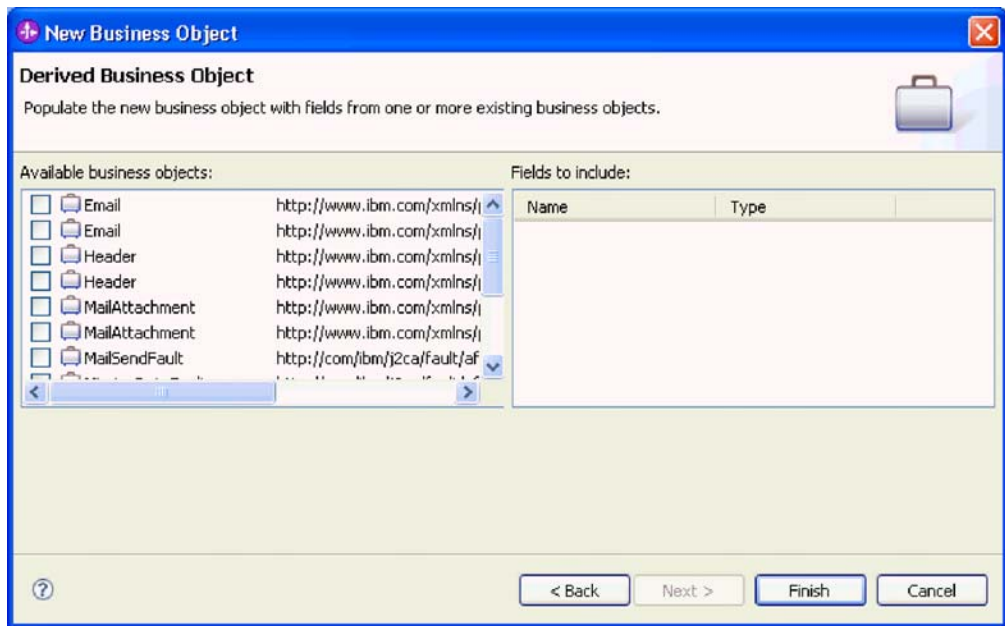 New Business Object
Derived Business Object
Populate the new business object with fields from one or more existing business objects.
Available business objects:
Fields to include:
Email http://www.ibm.com/xmlns/
Email http://www.ibm.com/xmlns/
Header http://www.ibm.com/xmlns/
Header http://www.ibm.com/xmlns/
MailAttachment http://www.ibm.com/xmlns/
MailAttachment http://www.ibm.com/xmlns/
MailSendFault http://com/ibm/j2ca/fault/af
Name Type
?
< Back Next > Finish Cancel